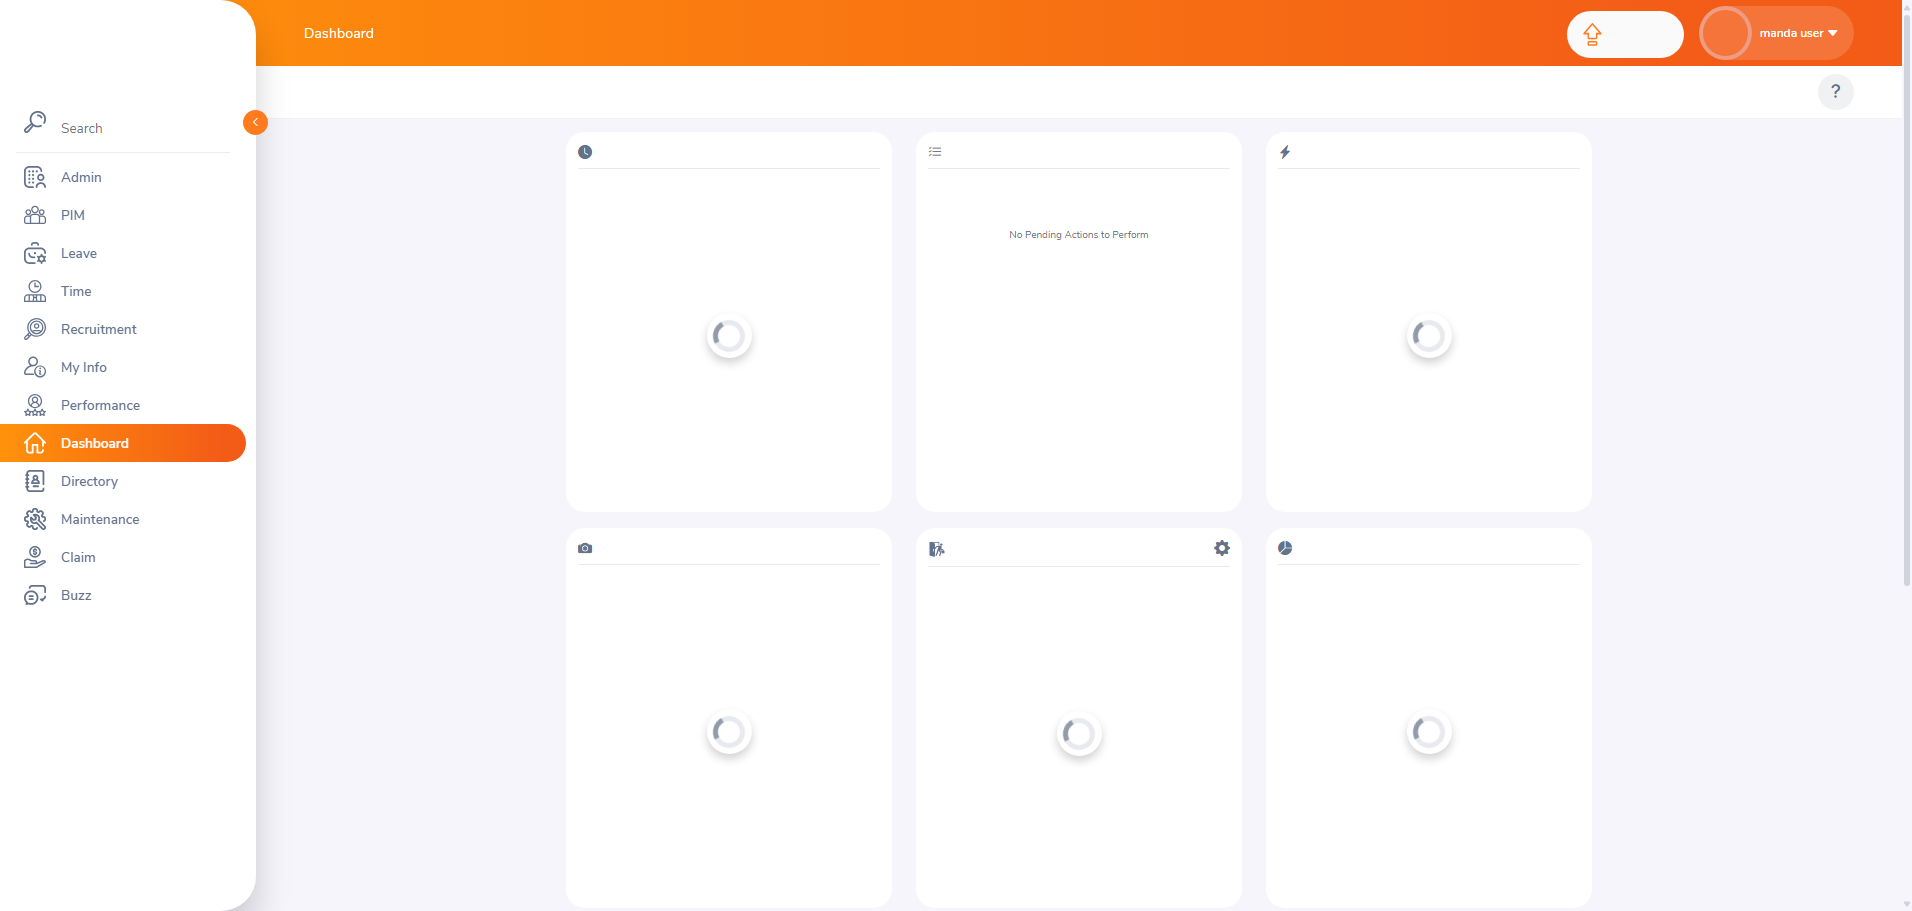 Dashboard
manda user
?
Search
Admin
PIM
Leave
Time
Recruitment
My Info
Performance
Dashboard
Directory
Maintenance
Claim
Buzz
No Pending Actions to Perform